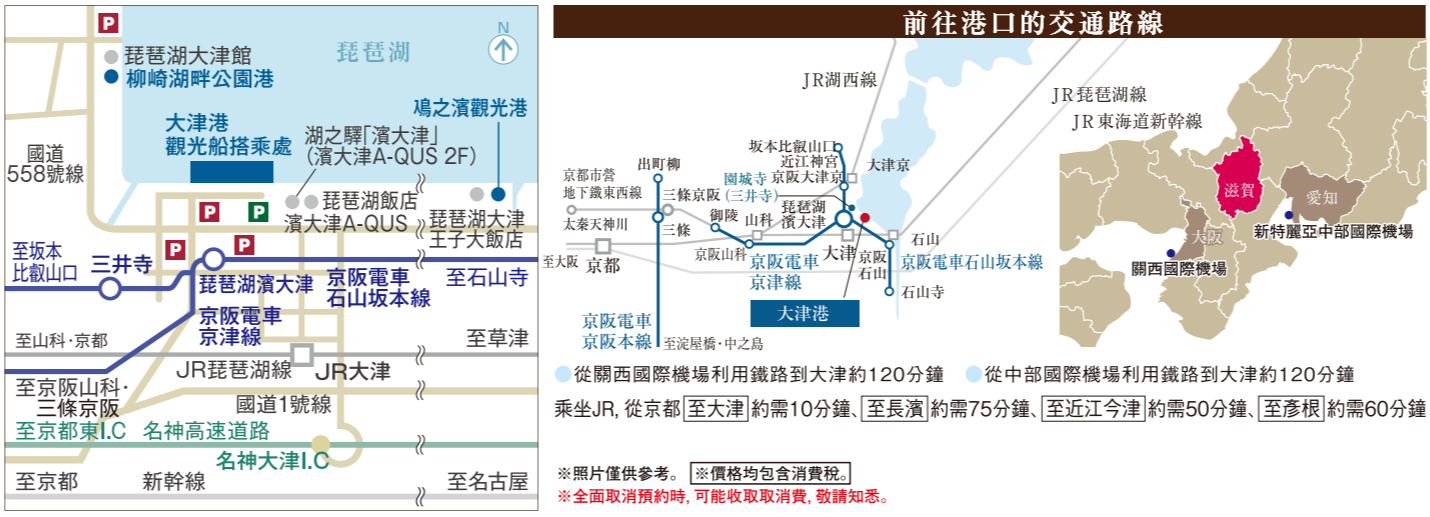 P
琵琶湖大津館
柳崎湖畔公園港
琵琶湖
N
鳰之濱觀光港
大津港
觀光船搭乘處
湖之驛「濱大津」
（濱大津A-QUS 2F）
國道
558號線
琵琶湖飯店
濱大津A-QUS
琵琶湖大津
王子大飯店
P
P
P
P
至坂本
比叡山口
三井寺
琵琶湖濱大津
京阪電車
石山坂本線
至石山寺
京阪電車
京津線
至山科·京都
至草津
JR琵琶湖線
JR大津
至京阪山科·
三條京阪
國道1號線
至京都東I.C
名神高速道路
名神大津I.C
至京都
新幹線
至名古屋
前往港口的交通路線
JR湖西線
JR琵琶湖線
JR東海道新幹線
坂本比叡山口
近江神宮
京阪大津京
大津京
出町柳
京都市營
地下鐵東西線
三條京阪
園城寺
(三井寺)
太秦天神川
三條
御陵
山科
琵琶湖
濱大津
石山
至大阪
京都
京阪山科
京阪電車
京津線
大津
京阪
石山
京阪電車石山坂本線
石山寺
大津港
京阪電車
京阪本線
至淀屋橋·中之島
滋賀
愛知
大阪
新特麗亞中部國際機場
關西國際機場
從關西國際機場利用鐵路到大津約120分鐘
從中部國際機場利用鐵路到大津約120分鐘
乘坐JR, 從京都 至大津 約需10分鐘、至長濱 約需75分鐘、至近江今津 約需50分鐘、至彥根 約需60分鐘
※照片僅供參考。 ※價格均包含消費稅。
※全面取消預約時, 可能收取取消費, 敬請知悉。